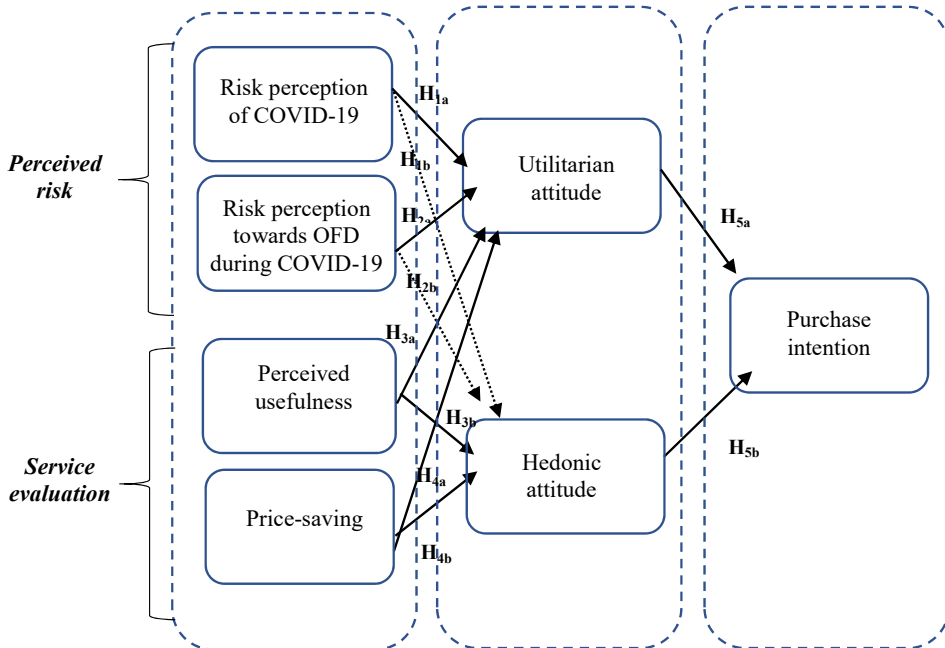 Perceived
risk
Service
evaluation
Risk perception
of COVID-19
Risk perception
towards OFD
during COVID-19
Perceived
usefulness
Price-saving
H1a
H1b
H2a
H2b
H3a
H3b
H4a
H4b
Utilitarian
attitude
Hedonic
attitude
H5a
H5b
Purchase
intention